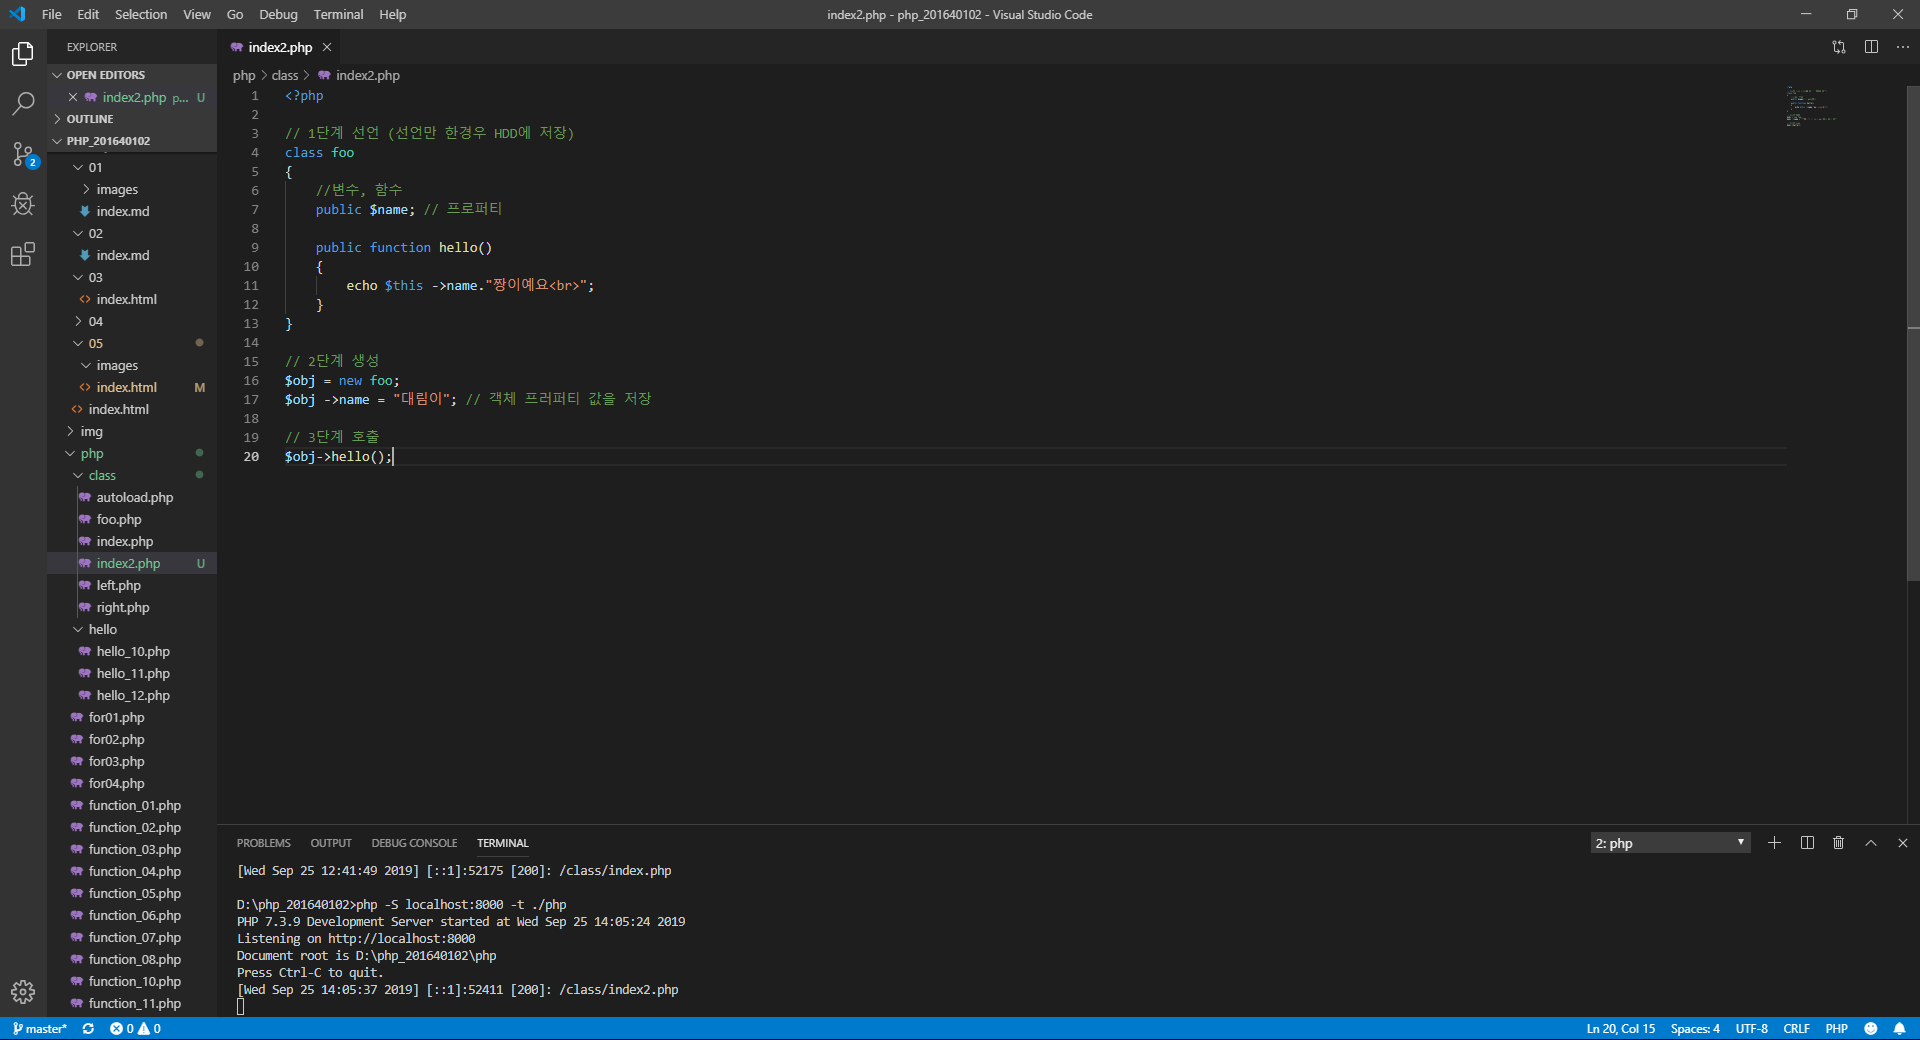 File Edit Selection View Go Debug Terminal Help
index2.php - php_201640102 - Visual Studio Code
EXPLORER
OPEN EDITORS
index2.php p... U
OUTLINE
PHP_201640102
01
images
index.md
02
index.md
03
index.html
04
05
images
index.html M
index.html
img
php
class
autoload.php
foo.php
index.php
index2.php U
left.php
right.php
hello
hello_10.php
hello_11.php
hello_12.php
for01.php
for02.php
for03.php
for04.php
function_01.php
function_02.php
function_03.php
function_04.php
function_05.php
function_06.php
function_07.php
function_08.php
function_10.php
function_11.php
2
index2.php
php > class > index2.php
1 <?php
2
3 // 1단계 선언 (선언만 한경우 HDD에 저장)
4 class foo
5 {
6 //변수, 함수
7 public $name; // 프로퍼티
8
9 public function hello()
10 {
11 echo $this ->name."짱이예요<br>";
12 }
13 }
14
15 // 2단계 생성
16 $obj = new foo;
17 $obj ->name = "대림이"; // 객체 프러퍼티 값을 저장
18
19 // 3단계 호출
20 $obj->hello();
PROBLEMS OUTPUT DEBUG CONSOLE TERMINAL
2: php
[Wed Sep 25 12:41:49 2019] [::1]:52175 [200]: /class/index.php
D:\php_201640102>php -S localhost:8000 -t ./php
PHP 7.3.9 Development Server started at Wed Sep 25 14:05:24 2019
Listening on http://localhost:8000
Document root is D:\php_201640102\php
Press Ctrl-C to quit.
[Wed Sep 25 14:05:37 2019] [::1]:52411 [200]: /class/index2.php
master* 0 0
Ln 20, Col 15 Spaces: 4 UTF-8 CRLF PHP